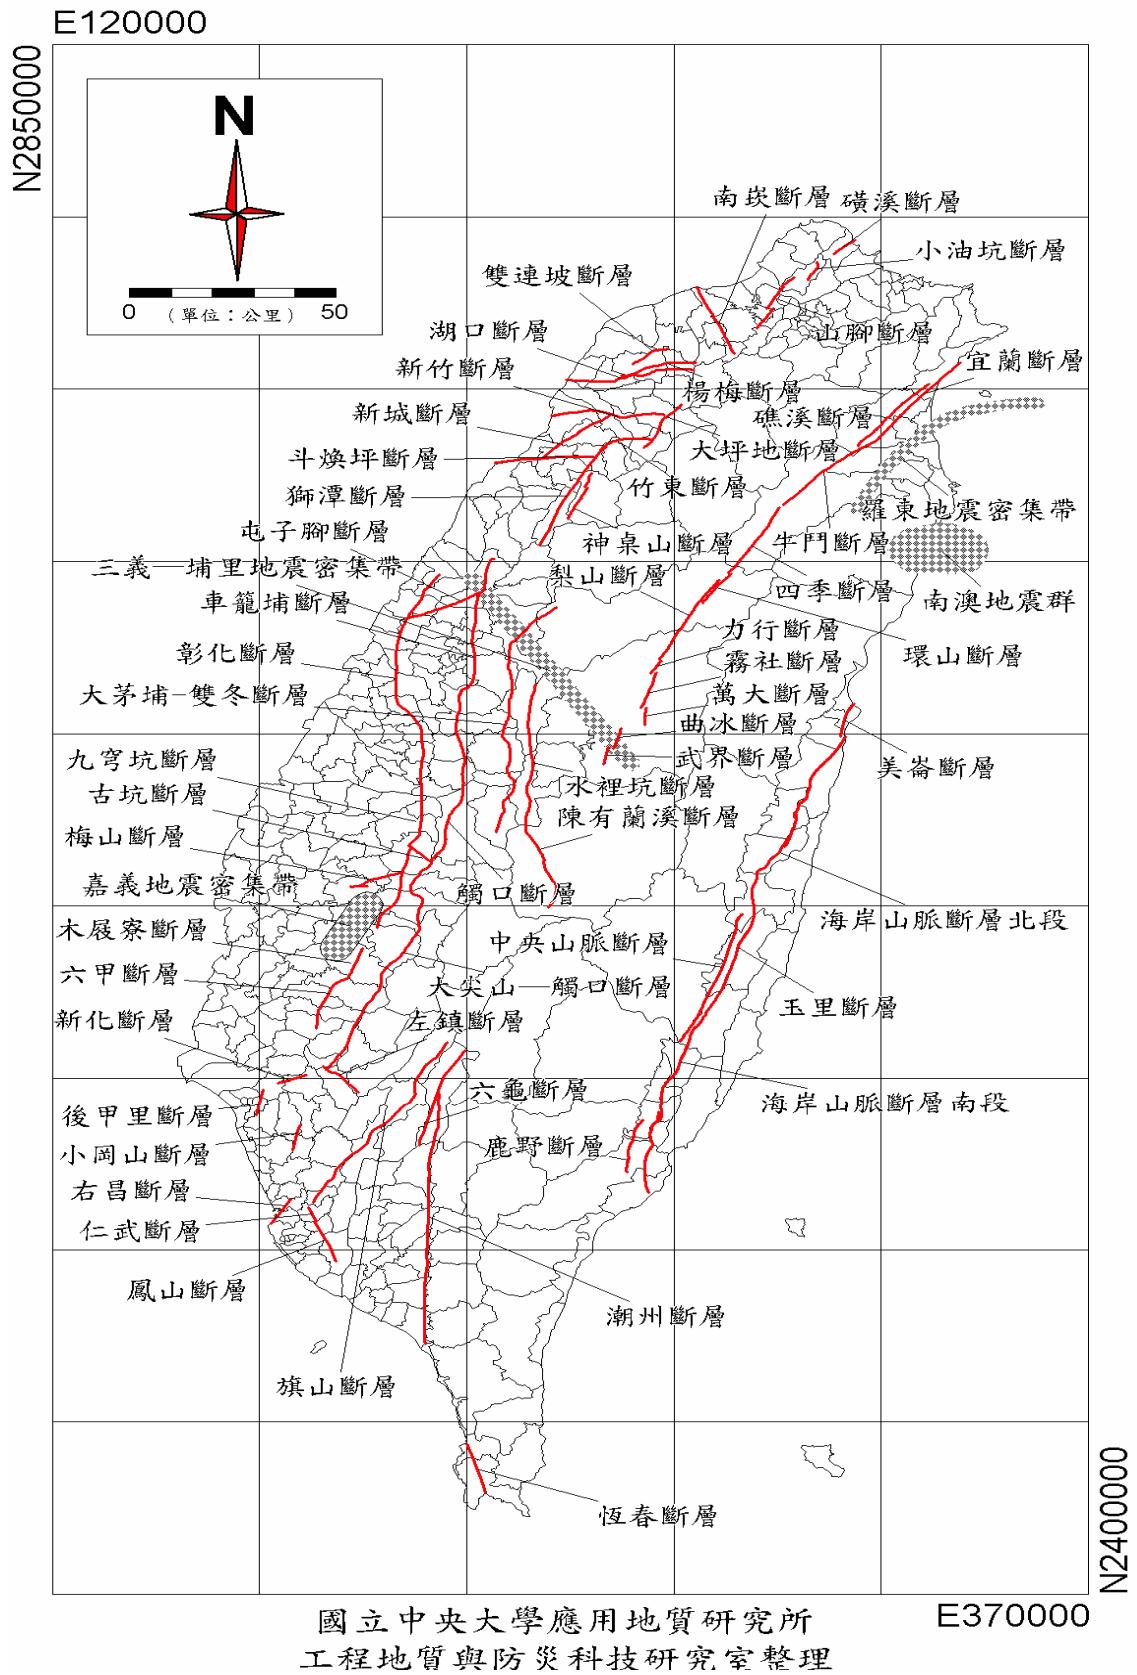 E120000
N2850000
N
0
50
(單位：公里)
南崁斷層
磺溪斷層
小油坑斷層
雙連坡斷層
湖口斷層
山腳斷層
新竹斷層
宜蘭斷層
楊梅斷層
新城斷層
礁溪斷層
大坪地斷層
斗煥坪斷層
竹東斷層
獅潭斷層
羅東地震密集帶
屯子腳斷層
神桌山斷層
牛鬥斷層
三義—埔里地震密集帶
梨山斷層
四季斷層
南澳地震群
車籠埔斷層
力行斷層
彰化斷層
霧社斷層
環山斷層
大茅埔-雙冬斷層
萬大斷層
曲冰斷層
九穹坑斷層
武界斷層
美崙斷層
古坑斷層
水裡坑斷層
陳有蘭溪斷層
梅山斷層
嘉義地震密集帶
觸口斷層
海岸山脈斷層北段
木屐寮斷層
中央山脈斷層
六甲斷層
大尖山—觸口斷層
玉里斷層
新化斷層
左鎮斷層
六龜斷層
海岸山脈斷層南段
後甲里斷層
鹿野斷層
小岡山斷層
右昌斷層
仁武斷層
鳳山斷層
潮州斷層
旗山斷層
恆春斷層
N2400000
E370000
國立中央大學應用地質研究所
工程地質與防災科技研究室整理